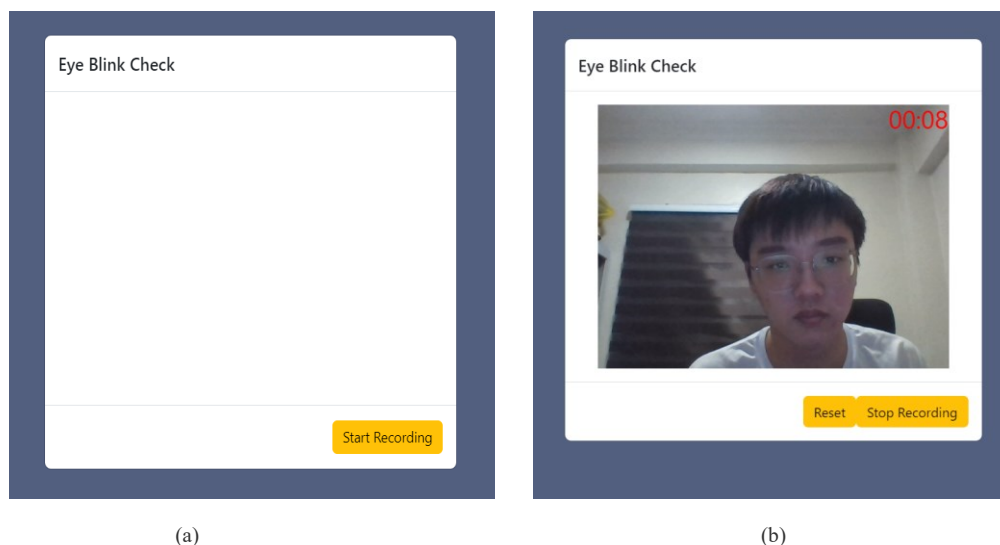 Eye Blink Check
Start Recording
(a)
Eye Blink Check
00:08
Reset Stop Recording
(b)